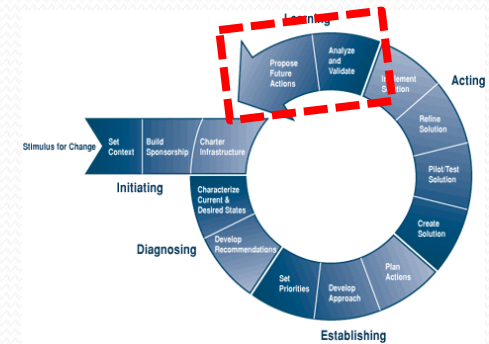 Learning
Propose
Future
Actions
Analyze
and
Validate
Implement
Solution
Acting
Refine
Solution
Pilot/Test
Solution
Create
Solution
Plan
Actions
Develop
Approach
Set
Priorities
Establishing
Develop
Recommendations
Characterize
Current &
Desired States
Diagnosing
Stimulus for Change
Set
Context
Build
Sponsorship
Charter
Infrastructure
Initiating